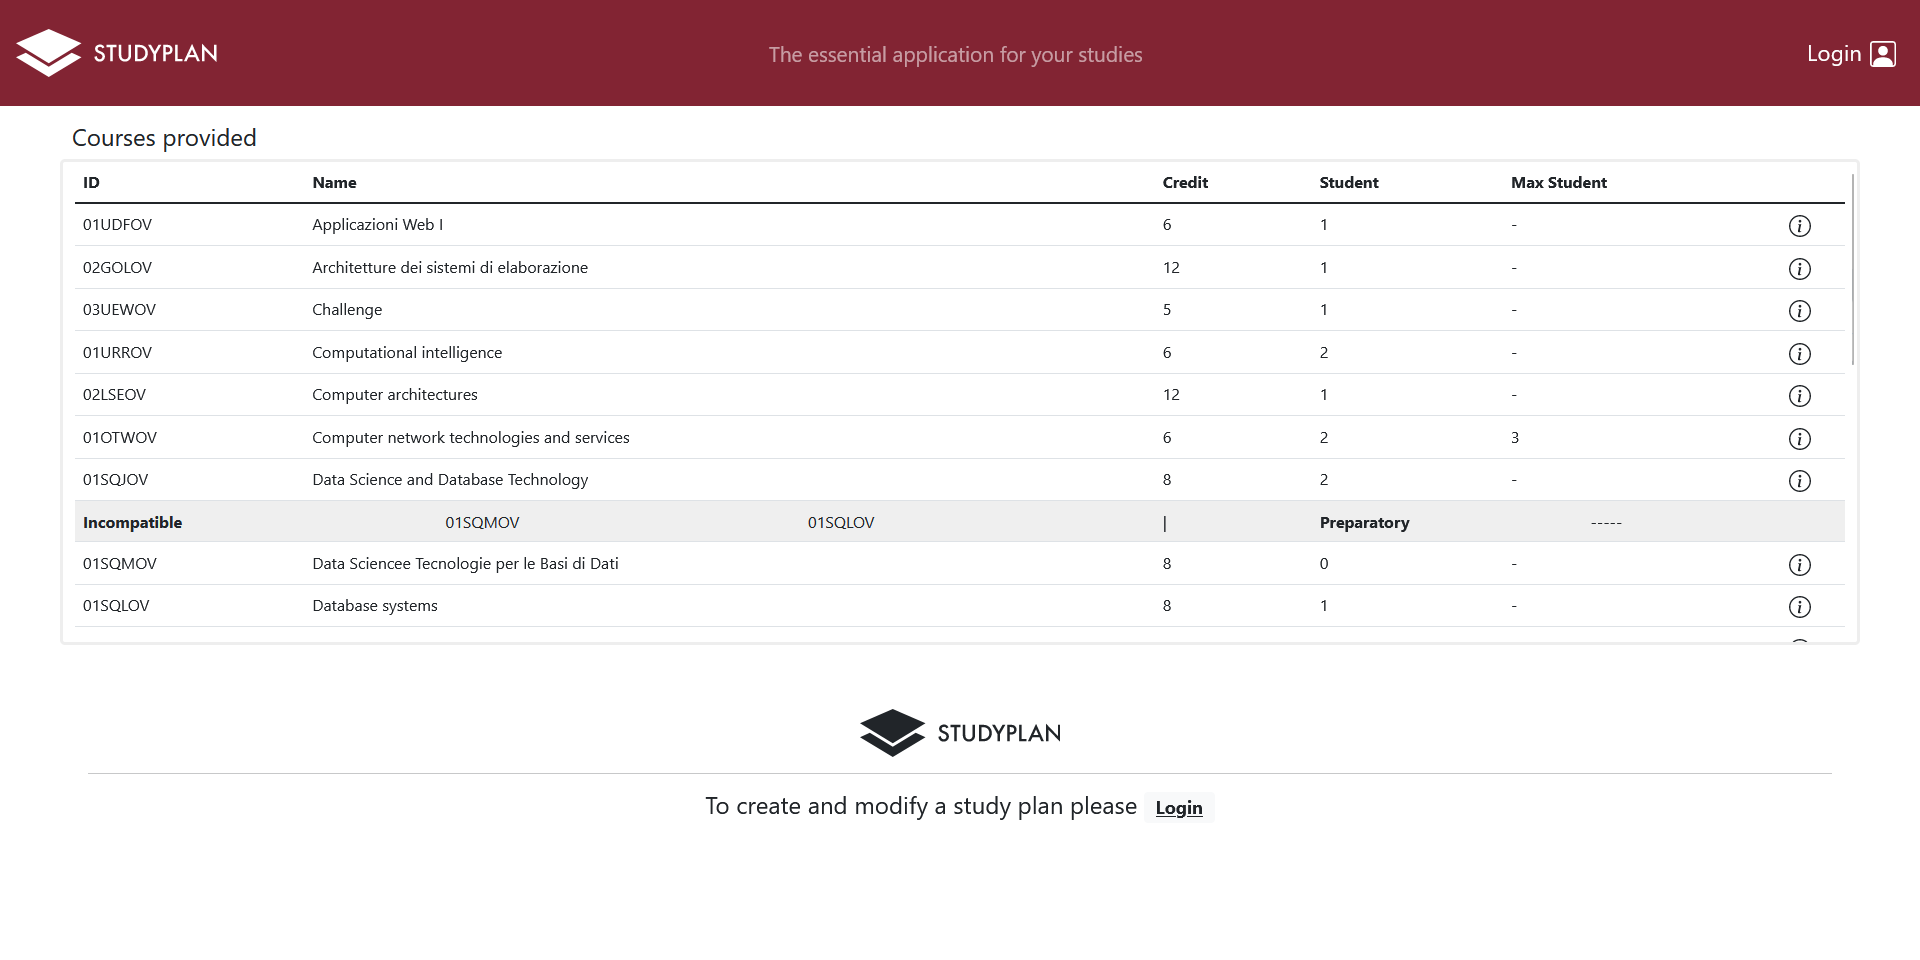 STUDYPLAN
The essential application for your studies
Login
Courses provided
ID Name Credit Student Max Student
01UDFOV Applicazioni Web I 6 1 -
02GOLOV Architetture dei sistemi di elaborazione 12 1 -
03UEWOV Challenge 5 1 -
01URROV Computational intelligence 6 2 -
02LSEOV Computer architectures 12 1 -
01OTWOV Computer network technologies and services 6 2 3
01SQJOV Data Science and Database Technology 8 2 -
Incompatible 01SQMOV 01SQLOV | Preparatory -----
01SQMOV Data Sciencee Tecnologie per le Basi di Dati 8 0 -
01SQLOV Database systems 8 1 -
STUDYPLAN
To create and modify a study plan please Login